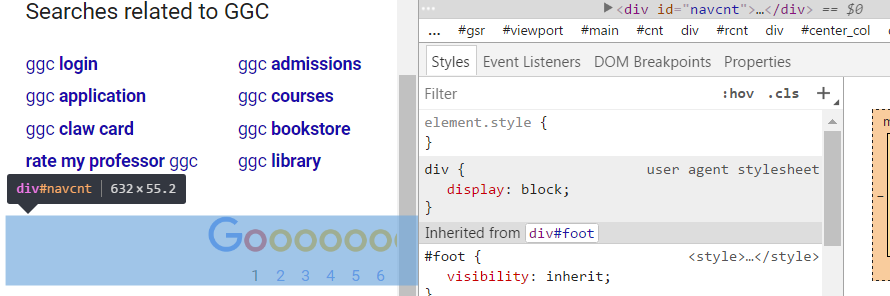 Searches related to GGC
ggc login
ggc admissions
ggc application
ggc courses
ggc claw card
ggc bookstore
rate my professor ggc
ggc library
div#navcnt | 632 × 55.2
Goooooooo
1 2 3 4 5 6
... ▶<div id="navcnt">…</div> == $0
... #gsr #viewport #main #cnt div #rcnt div #center_col
Styles Event Listeners DOM Breakpoints Properties
Filter :hov .cls +
element.style {
}
div { user agent stylesheet
display: block;
}
Inherited from div#foot
#foot { <style>…</style>
visibility: inherit;
}